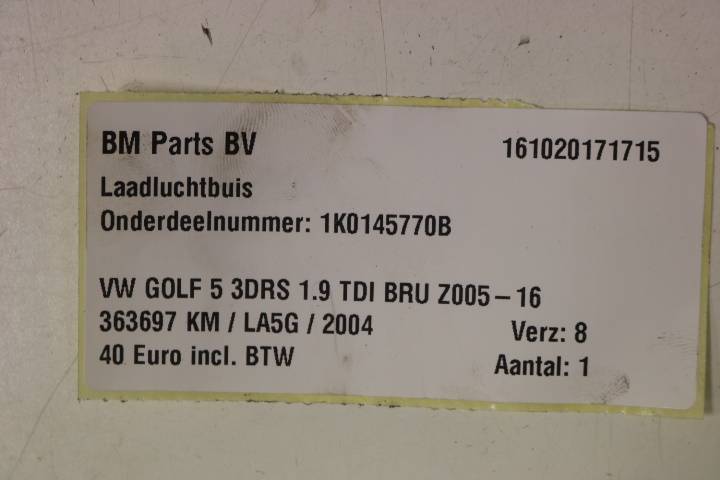 BM Parts BV 161020171715
Laadluchtbuis
Onderdeelnummer: 1K0145770B
VW GOLF 5 3DRS 1.9 TDI BRU Z005-16
363697 KM / LA5G / 2004 Verz: 8
40 Euro incl. BTW Aantal: 1